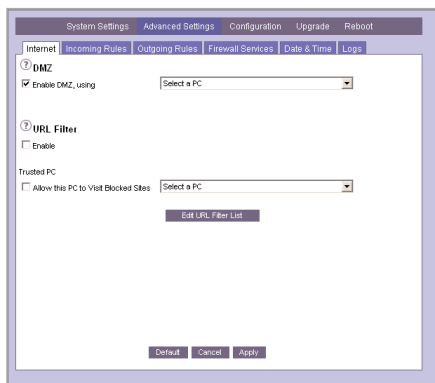 System Settings Advanced Settings Configuration Upgrade Reboot
Internet Incoming Rules Outgoing Rules Firewall Services Date & Time Logs
? DMZ
Enable DMZ, using Select a PC
? URL Filter
Enable
Trusted PC
Allow this PC to Visit Blocked Sites Select a PC
Edit URL Filter List
Default Cancel Apply